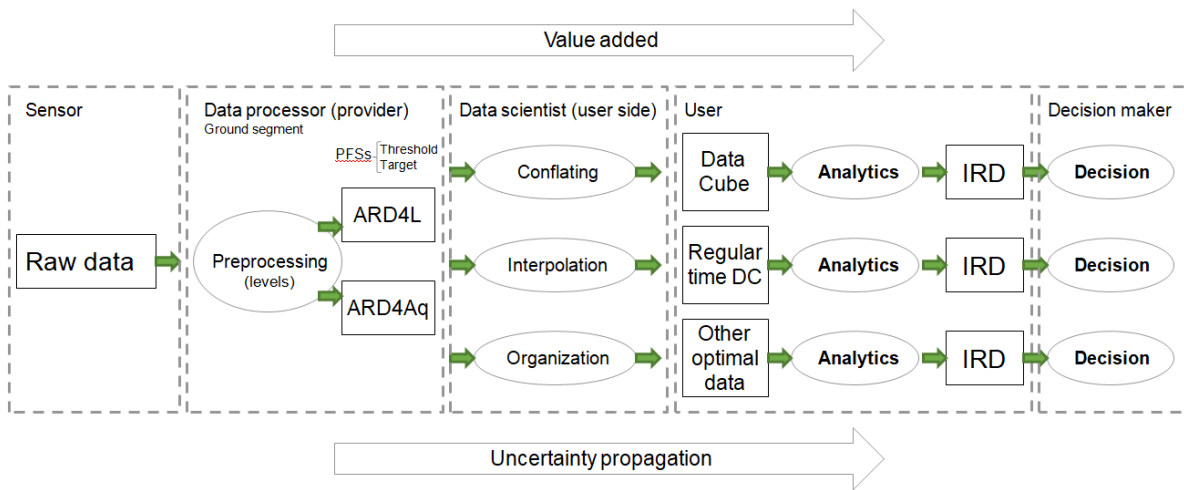 Value added
Sensor
Data processor (provider)
Ground segment
PFSs
Threshold
Target
Raw data
Preprocessing
(levels)
ARD4L
ARD4Aq
Data scientist (user side)
Conflating
Interpolation
Organization
User
Data
Cube
Analytics
IRD
Regular
time DC
Analytics
IRD
Other
optimal
data
Analytics
IRD
Decision maker
Decision
Decision
Decision
Uncertainty propagation